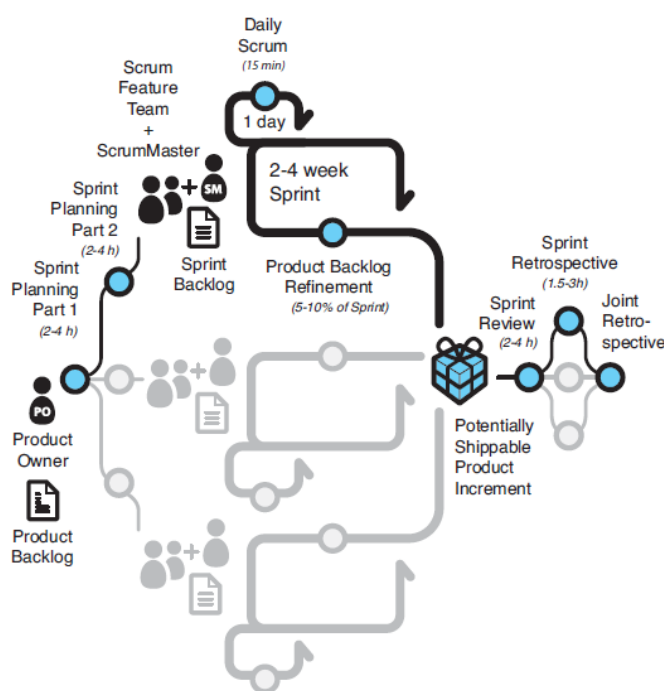 Daily
Scrum
(15 min)
1 day
Scrum
Feature
Team
+
ScrumMaster
+
SM
2-4 week
Sprint
Sprint
Planning
Part 2
(2-4 h)
Sprint
Backlog
Product Backlog
Refinement
(5-10% of Sprint)
Sprint
Planning
Part 1
(2-4 h)
PO
Product
Owner
Product
Backlog
+
+
Potentially
Shippable
Product
Increment
Sprint
Review
(2-4 h)
Sprint
Retrospective
(1.5-3h)
Joint
Retro-
spective